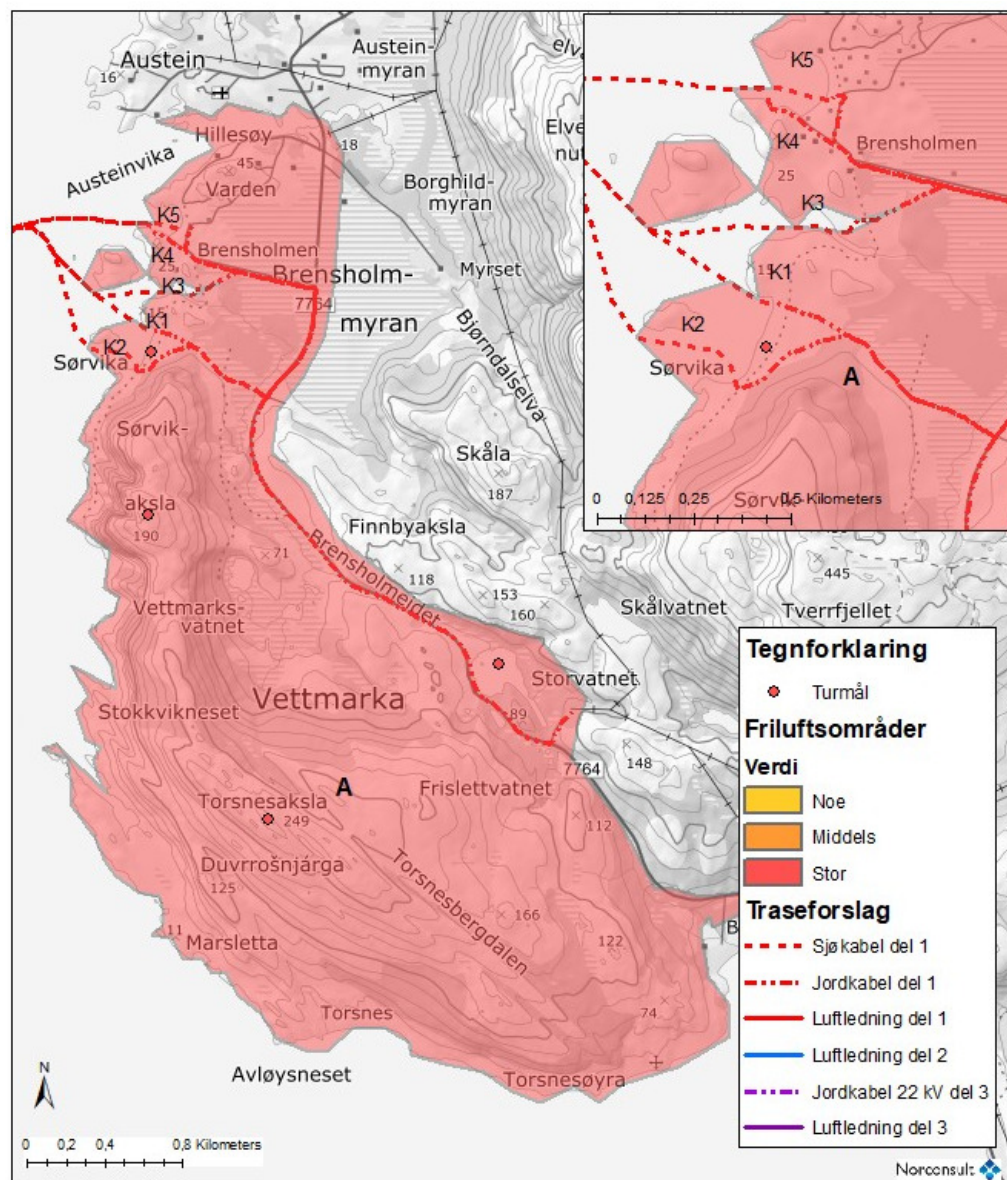 Austein
16
Austein-
myran
elv
Hillesøy
18
45
Varden
Austeinvika
Elve
nut
Borghild-
myran
K5
K4
Brensholmen
25
K3
Brensholm-
myran
Myrset
7764
15
K1
K2
Sørvika
Bjørndalselva
Sørvik-
aksla
190
Skåla
187
Finnbyaksla
71
Brensholmeidet
118
153
160
Vettmarks-
vatnet
Skålvatnet
445
Tverrfjellet
Storvatnet
Vettmarka
Stokkvikneset
89
7764
148
A
Frislettvatnet
Torsnesaksla
249
112
Duvrrošnjárga
125
Torsnesbergdalen
166
11
Marsletta
122
Torsnes
74
Avløysneset
Torsnesøyra
B
N
0 0,2 0,4 0,8 Kilometers
K5
K4
Brensholmen
25
K3
15
K1
K2
Sørvika
A
0 0,125 0,25 0,5 Kilometers
Sørvik
Tegnforklaring
Turmål
Friluftsområder
Verdi
Noe
Middels
Stor
Traseforslag
Sjøkabel del 1
Jordkabel del 1
Luftledning del 1
Luftledning del 2
Jordkabel 22 kV del 3
Luftledning del 3
Norconsult